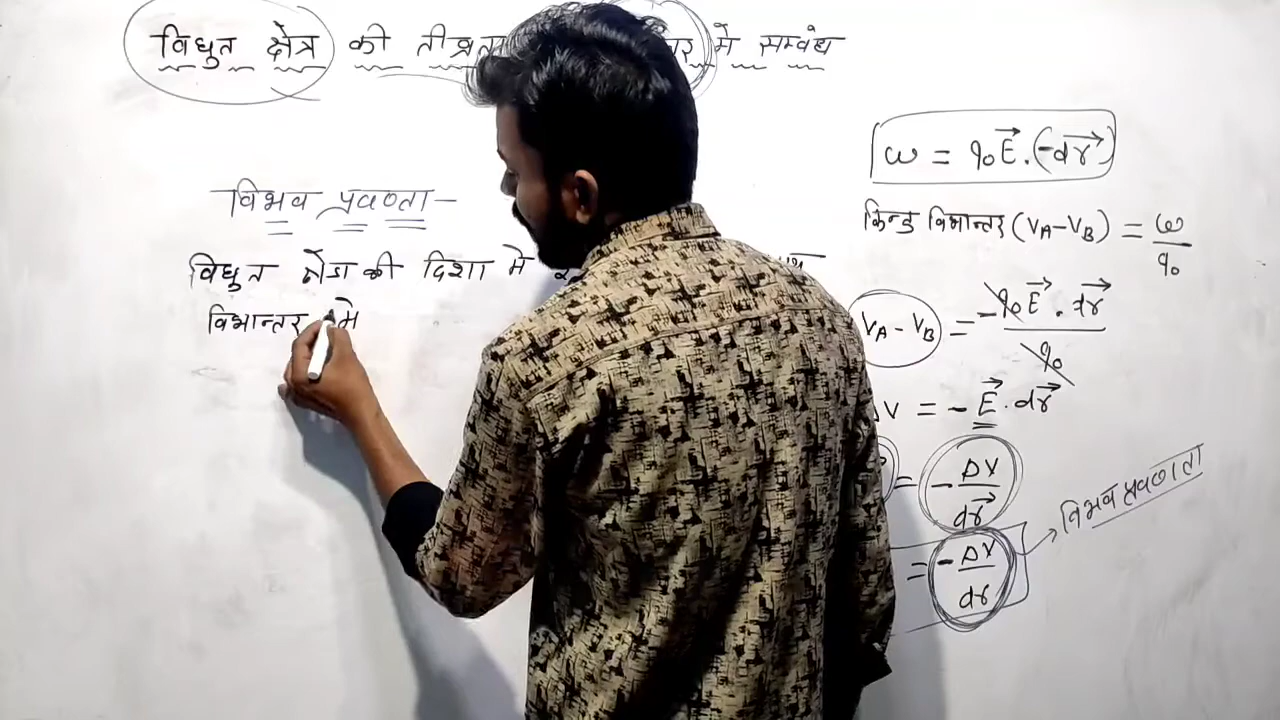 विद्युत क्षेत्र की तीव्रता में सम्बंध
विभव प्रवणता-
विद्युत क्षेत्र की दिशा मे
विभान्तर मे
ω = q₀E⃗.(-dr⃗)
किन्तु विभान्तर (V_A-V_B) = ω/q₀
V_A - V_B = - q₀E⃗ . dr⃗ / q₀
ΔV = - E⃗ . dr⃗
= - ΔV/dr⃗
= - ΔV/dr
विभव प्रवणता